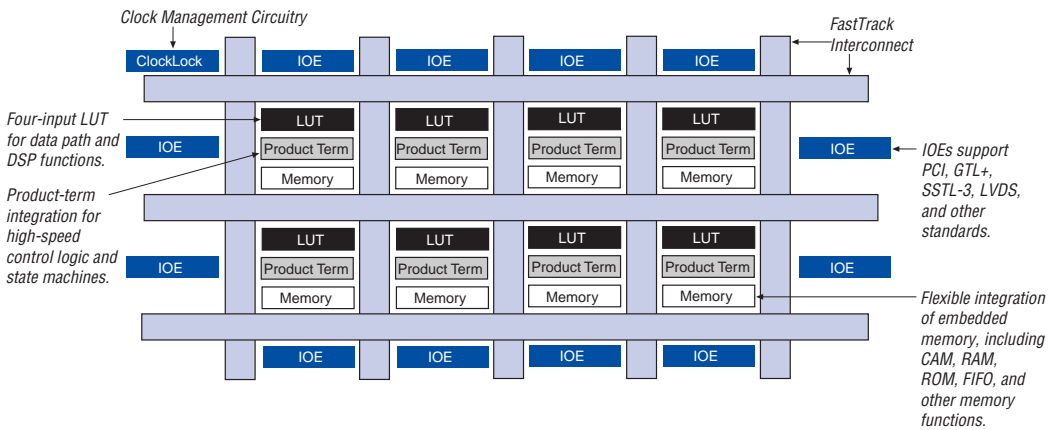 Clock Management Circuitry
FastTrack
Interconnect
ClockLock
IOE
IOE
IOE
IOE
Four-input LUT
for data path and
DSP functions.
LUT
LUT
LUT
LUT
IOE
Product Term
Product Term
Product Term
Product Term
IOE
Memory
Memory
Memory
Memory
IOEs support
PCI, GTL+,
SSTL-3, LVDS,
and other
standards.
Product-term
integration for
high-speed
control logic and
state machines.
LUT
LUT
LUT
LUT
IOE
Product Term
Product Term
Product Term
Product Term
IOE
Memory
Memory
Memory
Memory
Flexible integration
of embedded
memory, including
CAM, RAM,
ROM, FIFO, and
other memory
functions.
IOE
IOE
IOE
IOE